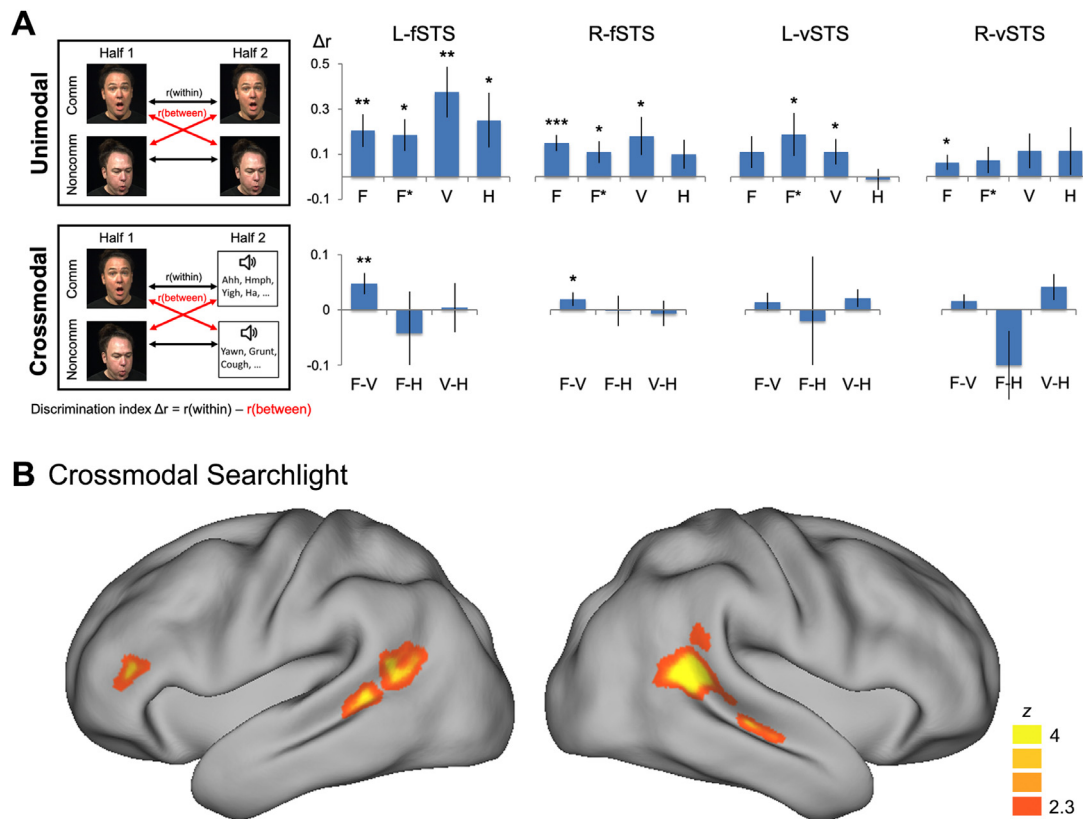 A
L-fSTS R-fSTS L-vSTS R-vSTS
Unimodal
Half 1 Half 2
Comm
Noncomm
r(within)
r(between)
Δr
0.5
0.3
0.1
-0.1
** * ** *
F F* V H
*** * *
F F* V H
* *
F F* V H
*
F F* V H
Crossmodal
Half 1 Half 2
Comm
Noncomm
r(within)
r(between)
Ahh, Hmph,
Yigh, Ha, ...
Yawn, Grunt,
Cough, ...
0.1
0
-0.1
**
F-V F-H V-H
*
F-V F-H V-H
F-V F-H V-H
F-V F-H V-H
Discrimination index Δr = r(within) – r(between)
B Crossmodal Searchlight
z
4
2.3